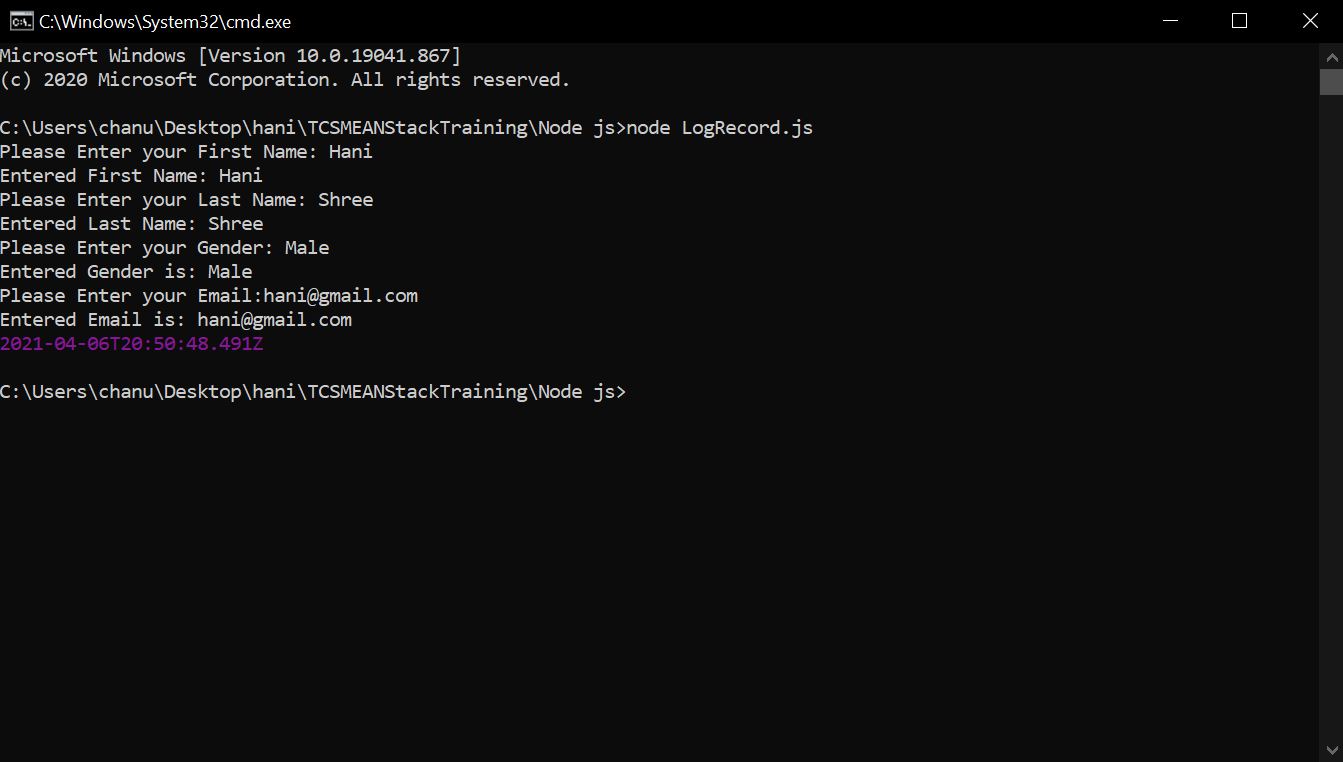 C:\Windows\System32\cmd.exe
Microsoft Windows [Version 10.0.19041.867]
(c) 2020 Microsoft Corporation. All rights reserved.
C:\Users\chanu\Desktop\hani\TCSMEANStackTraining\Node js>node LogRecord.js
Please Enter your First Name: Hani
Entered First Name: Hani
Please Enter your Last Name: Shree
Entered Last Name: Shree
Please Enter your Gender: Male
Entered Gender is: Male
Please Enter your Email:hani@gmail.com
Entered Email is: hani@gmail.com
2021-04-06T20:50:48.491Z
C:\Users\chanu\Desktop\hani\TCSMEANStackTraining\Node js>